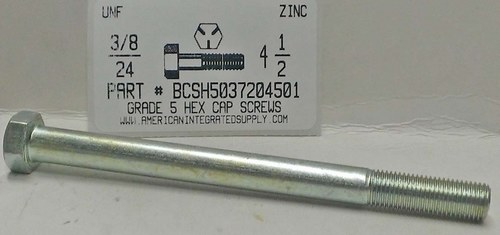 UNF ZINC
3/8 24 4 1/2
PART # BCSH5037204501
GRADE 5 HEX CAP SCREWS
WWW.AMERICANINTEGRATEDSUPPLY.COM